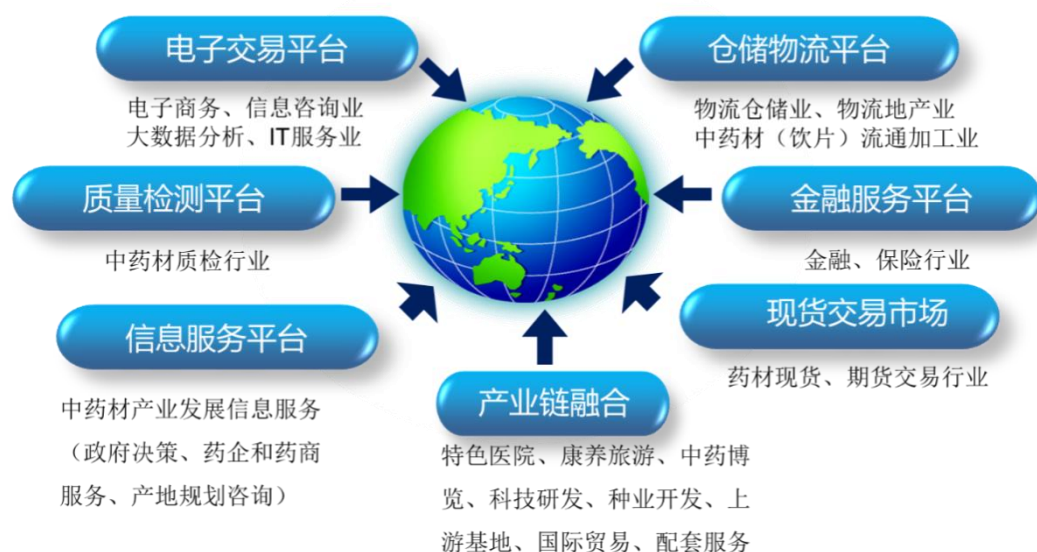 电子交易平台
电子商务、信息咨询业
大数据分析、IT服务业
仓储物流平台
物流仓储业、物流地产业
中药材（饮片）流通加工业
质量检测平台
中药材质检行业
金融服务平台
金融、保险行业
信息服务平台
中药材产业发展信息服务
（政府决策、药企和药商
服务、产地规划咨询）
现货交易市场
药材现货、期货交易行业
产业链融合
特色医院、康养旅游、中药博
览、科技研发、种业开发、上
游基地、国际贸易、配套服务